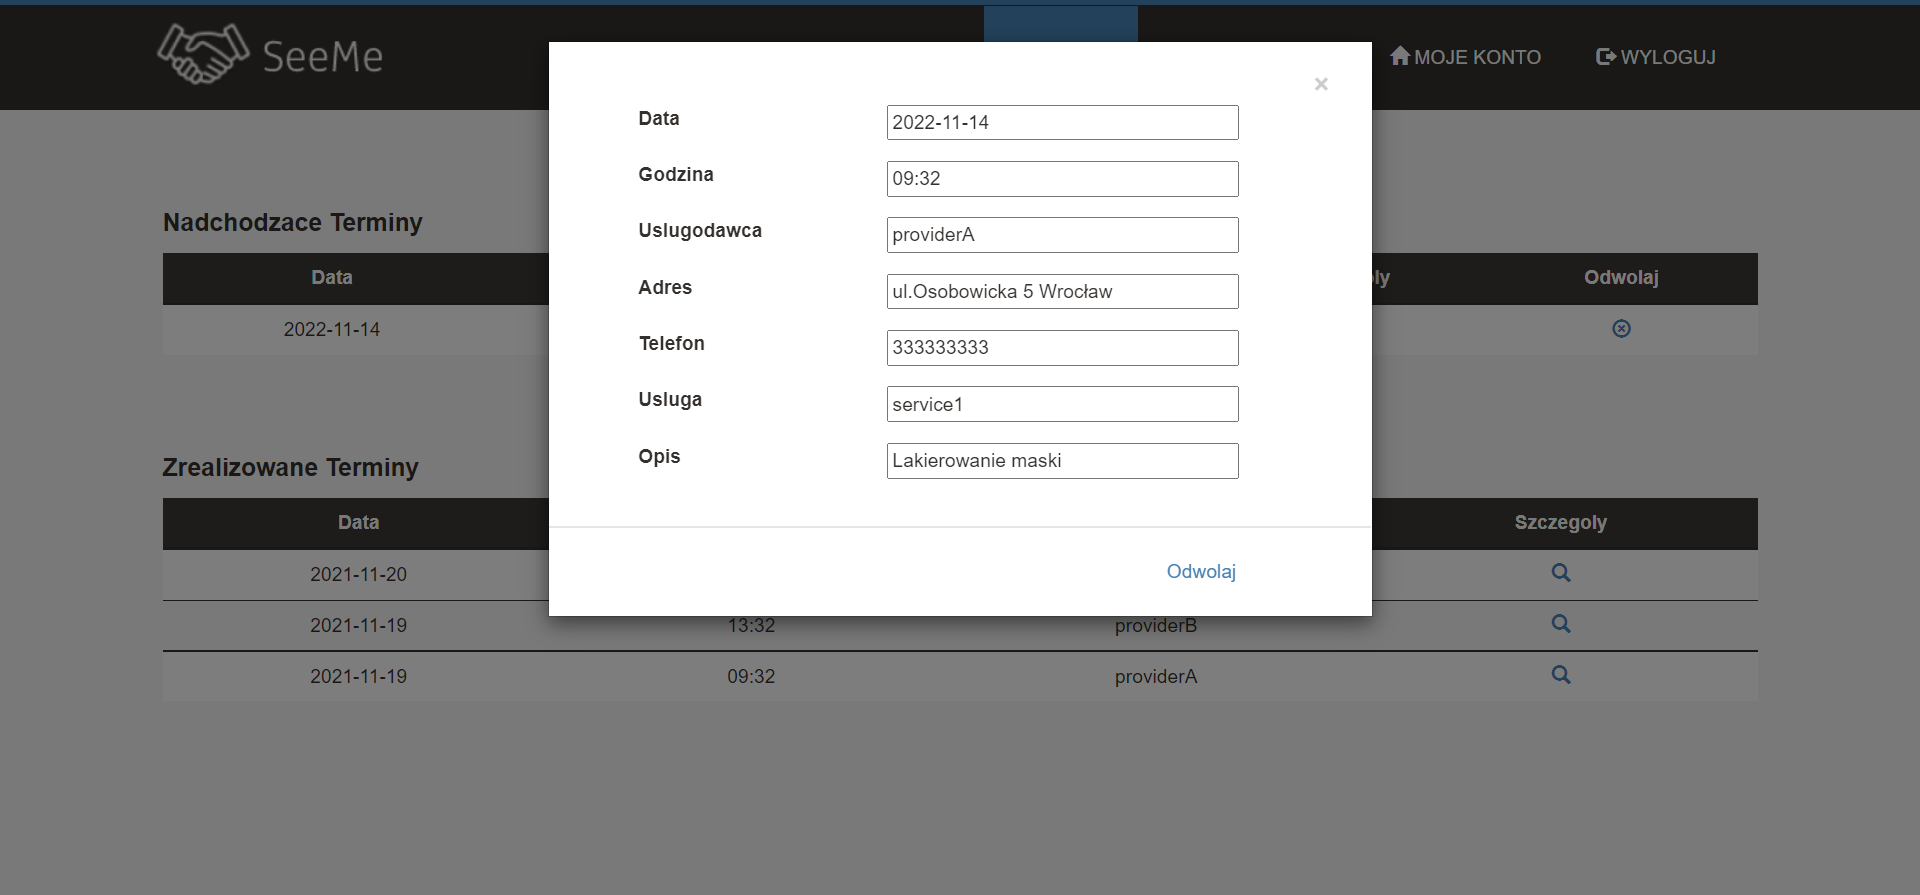 SeeMe
MOJE KONTO
WYLOGUJ
×
Data 2022-11-14
Godzina 09:32
Uslugodawca providerA
Adres ul.Osobowicka 5 Wrocław
Telefon 333333333
Usluga service1
Opis Lakierowanie maski
Odwolaj
Nadchodzace Terminy
Data ly Odwolaj
2022-11-14
Zrealizowane Terminy
Data Szczegoly
2021-11-20
2021-11-19 13:32 providerB
2021-11-19 09:32 providerA